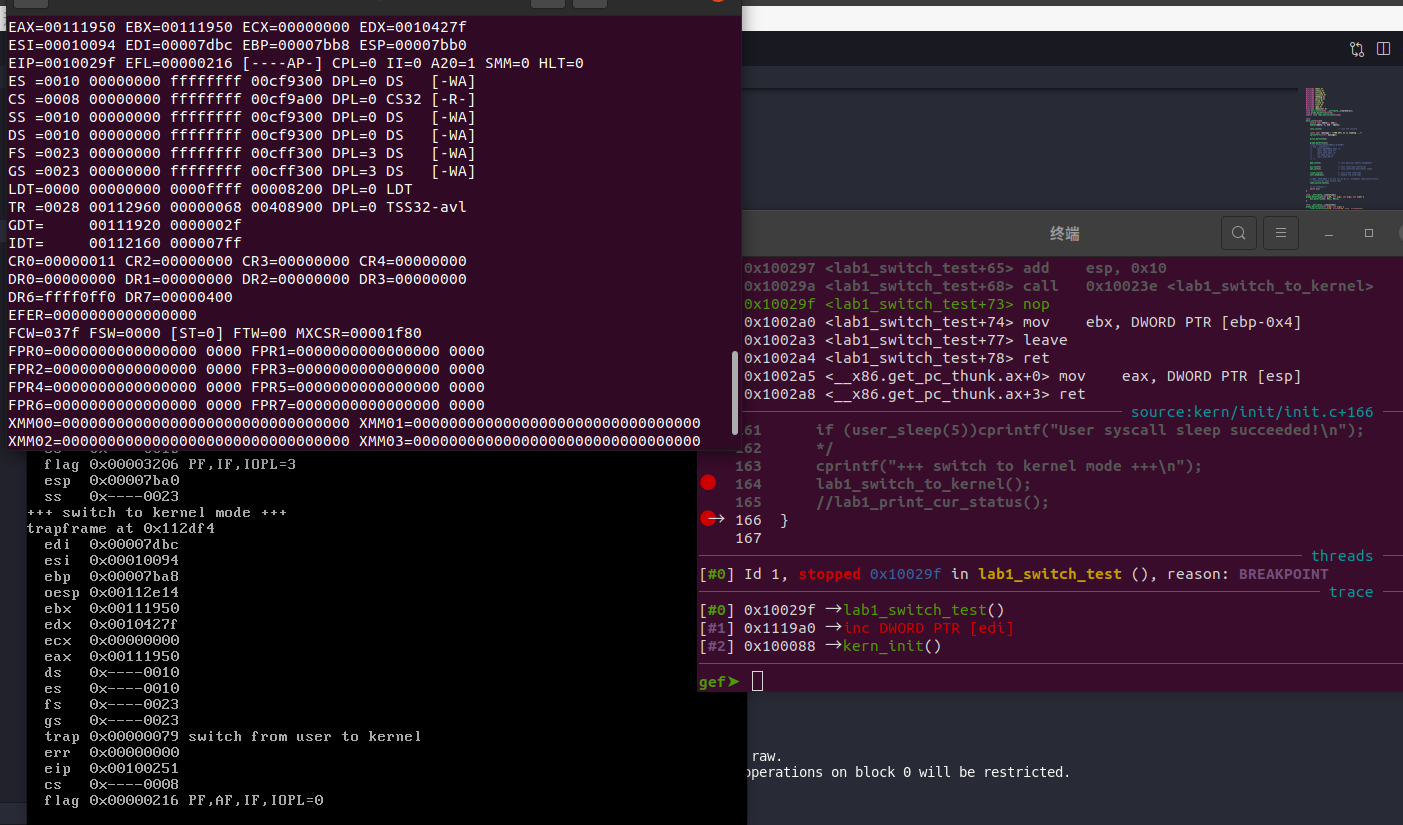 EAX=00111950 EBX=00111950 ECX=00000000 EDX=0010427f
ESI=00010094 EDI=00007dbc EBP=00007bb8 ESP=00007bb0
EIP=0010029f EFL=00000216 [----AP-] CPL=0 II=0 A20=1 SMM=0 HLT=0
ES =0010 00000000 ffffffff 00cf9300 DPL=0 DS   [-WA]
CS =0008 00000000 ffffffff 00cf9a00 DPL=0 CS32 [-R-]
SS =0010 00000000 ffffffff 00cf9300 DPL=0 DS   [-WA]
DS =0010 00000000 ffffffff 00cf9300 DPL=0 DS   [-WA]
FS =0023 00000000 ffffffff 00cff300 DPL=3 DS   [-WA]
GS =0023 00000000 ffffffff 00cff300 DPL=3 DS   [-WA]
LDT=0000 00000000 0000ffff 00008200 DPL=0 LDT
TR =0028 00112960 00000068 00408900 DPL=0 TSS32-avl
GDT=     00111920 0000002f
IDT=     00112160 000007ff
CR0=00000011 CR2=00000000 CR3=00000000 CR4=00000000
DR0=00000000 DR1=00000000 DR2=00000000 DR3=00000000
DR6=ffff0ff0 DR7=00000400
EFER=0000000000000000
FCW=037f FSW=0000 [ST=0] FTW=00 MXCSR=00001f80
FPR0=0000000000000000 0000 FPR1=0000000000000000 0000
FPR2=0000000000000000 0000 FPR3=0000000000000000 0000
FPR4=0000000000000000 0000 FPR5=0000000000000000 0000
FPR6=0000000000000000 0000 FPR7=0000000000000000 0000
XMM00=00000000000000000000000000000000 XMM01=00000000000000000000000000000000
XMM02=00000000000000000000000000000000 XMM03=00000000000000000000000000000000
flag 0x00003206 PF,IF,IOPL=3
esp  0x00007ba0
ss   0x----0023
+++ switch to kernel mode +++
trapframe at 0x112df4
edi  0x00007dbc
esi  0x00010094
ebp  0x00007ba8
oesp 0x00112e14
ebx  0x00111950
edx  0x0010427f
ecx  0x00000000
eax  0x00111950
ds   0x----0010
es   0x----0010
fs   0x----0023
gs   0x----0023
trap 0x00000079 switch from user to kernel
err  0x00000000
eip  0x00100251
cs   0x----0008
flag 0x00000216 PF,AF,IF,IOPL=0
终端
0x100297 <lab1_switch_test+65> add    esp, 0x10
0x10029a <lab1_switch_test+68> call   0x10023e <lab1_switch_to_kernel>
0x10029f <lab1_switch_test+73> nop
0x1002a0 <lab1_switch_test+74> mov    ebx, DWORD PTR [ebp-0x4]
0x1002a3 <lab1_switch_test+77> leave
0x1002a4 <lab1_switch_test+78> ret
0x1002a5 <__x86.get_pc_thunk.ax+0> mov    eax, DWORD PTR [esp]
0x1002a8 <__x86.get_pc_thunk.ax+3> ret
source:kern/init/init.c+166
61      if (user_sleep(5))cprintf("User syscall sleep succeeded!\n");
162      */
163      cprintf("+++ switch to kernel mode +++\n");
164      lab1_switch_to_kernel();
165      //lab1_print_cur_status();
→ 166  }
167
threads
[#0] Id 1, stopped 0x10029f in lab1_switch_test (), reason: BREAKPOINT
trace
[#0] 0x10029f → lab1_switch_test()
[#1] 0x1119a0 → inc DWORD PTR [edi]
[#2] 0x100088 → kern_init()
gef➤
raw.
operations on block 0 will be restricted.